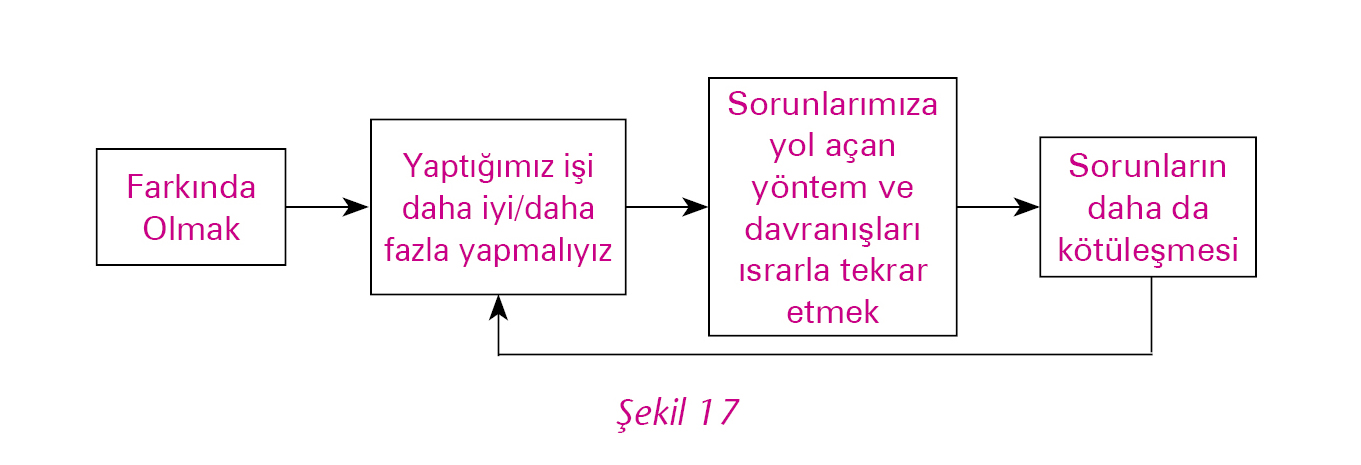 Farkında
Olmak
Yaptığımız işi
daha iyi/daha
fazla yapmalıyız
Sorunlarımıza
yol açan
yöntem ve
davranışları
ısrarla tekrar
etmek
Sorunların
daha da
kötüleşmesi
Şekil 17